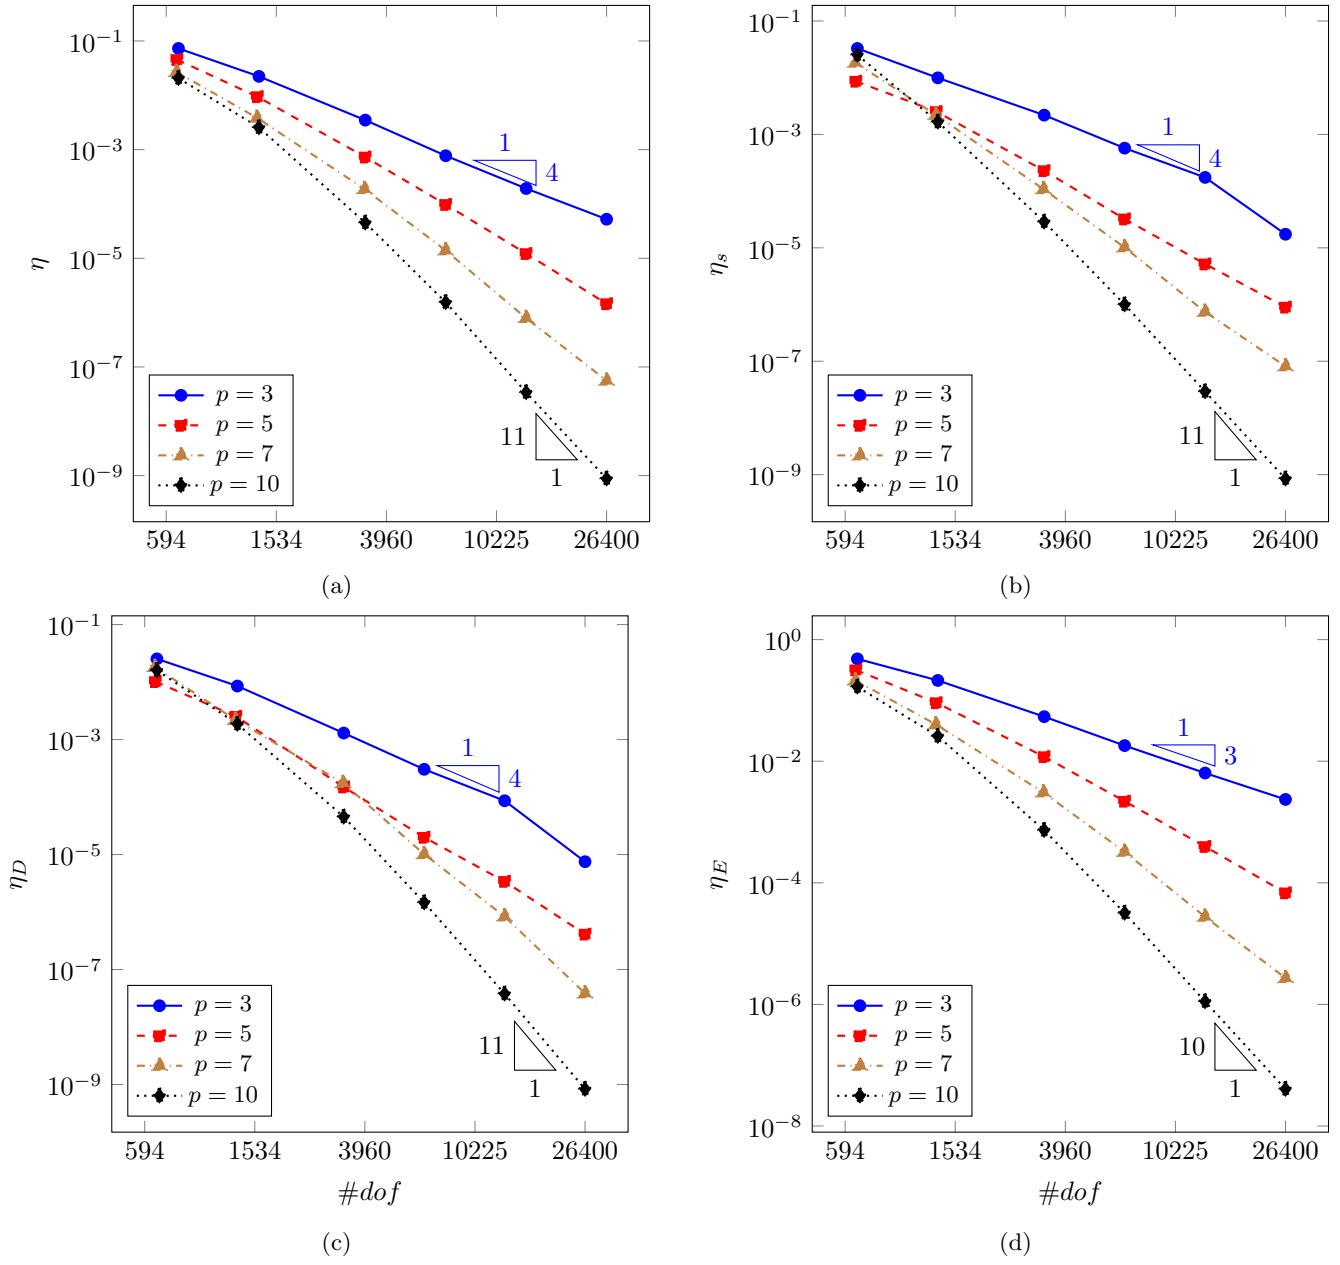 10⁻¹
10⁻³
10⁻⁵
10⁻⁷
10⁻⁹
η
1
4
11
1
p = 3
p = 5
p = 7
p = 10
594 1534 3960 10225 26400
(a)
10⁻¹
10⁻³
10⁻⁵
10⁻⁷
10⁻⁹
ηₛ
1
4
11
1
p = 3
p = 5
p = 7
p = 10
594 1534 3960 10225 26400
(b)
10⁻¹
10⁻³
10⁻⁵
10⁻⁷
10⁻⁹
η_D
1
4
11
1
p = 3
p = 5
p = 7
p = 10
594 1534 3960 10225 26400
#dof
(c)
10⁰
10⁻²
10⁻⁴
10⁻⁶
10⁻⁸
η_E
1
3
10
1
p = 3
p = 5
p = 7
p = 10
594 1534 3960 10225 26400
#dof
(d)